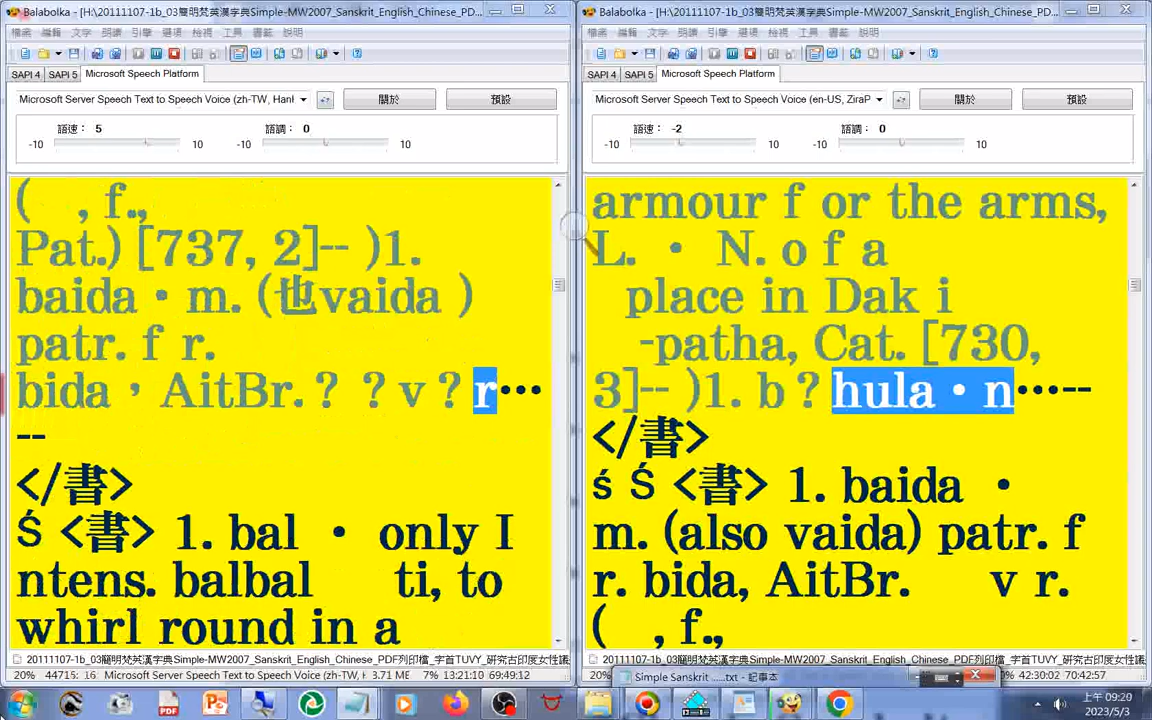 Balabolka - [H:\20111107-1b_03簡明梵英漢字典Simple-MW2007_Sanskrit_English_Chinese_PD...
檔案 編輯 文字 朗讀 引擎 選項 檢視 工具 書籤 說明
SAPI 4 SAPI 5 Microsoft Speech Platform
Microsoft Server Speech Text to Speech Voice (zh-TW, Hanl 關於 預設
語速： 5 語調： 0
-10 10 -10 10
( , f.,
Pat.) [737, 2]-- )1.
baida • m. (也vaida )
patr. f r.
bida，AitBr.？ ？v？r…
--
</書>
Ś <書> 1. bal • only I
ntens. balbal ti, to
whirl round in a
20111107-1b_03簡明梵英漢字典Simple-MW2007_Sanskrit_English_Chinese_PDF列印檔_字首TUVY_研究古印度女性議
20% 44715: 16 Microsoft Server Speech Text to Speech Voice (zh-TW, H 3.71 ME 7% 13:21:10 69:49:12
Balabolka - [H:\20111107-1b_03簡明梵英漢字典Simple-MW2007_Sanskrit_English_Chinese_PD...
檔案 編輯 文字 朗讀 引擎 選項 檢視 工具 書籤 說明
SAPI 4 SAPI 5 Microsoft Speech Platform
Microsoft Server Speech Text to Speech Voice (en-US, ZiraP 關於 預設
語速： -2 語調： 0
-10 10 -10 10
armour f or the arms,
L. • N. o f a
place in Dak i
-patha, Cat. [730,
3]-- )1. b？hula • n…--
</書>
ś Ś <書> 1. baida •
m. (also vaida) patr. f
r. bida, AitBr. v r.
( , f.,
20111107-1b_03簡明梵英漢字典Simple-MW2007_Sanskrit_English_Chinese_PDF列印檔_字首TUVY_研究古印度女性議
20% Simple Sanskrit ......txt - 記事本 0% 42:30:02 70:42:57
上午 09:20
2023/5/3